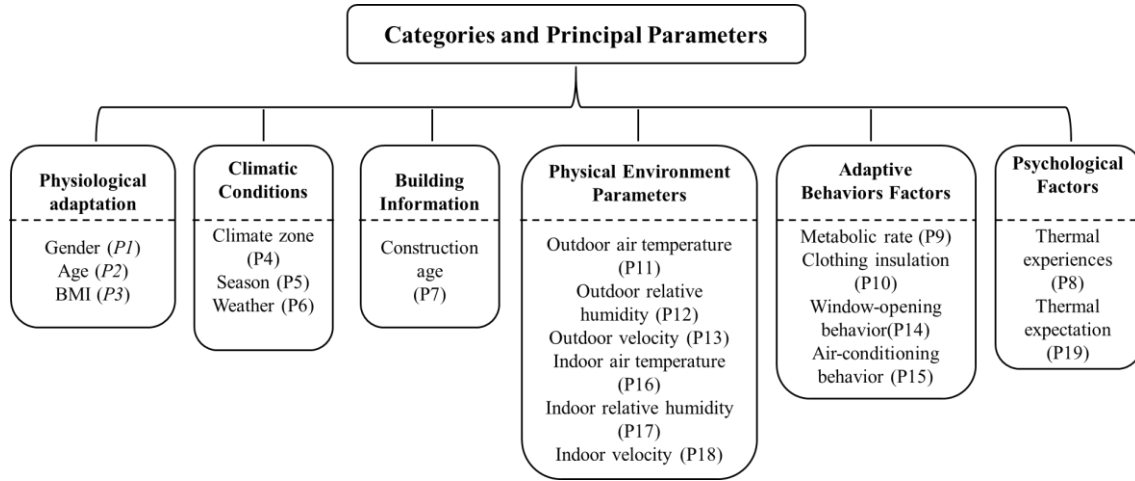 Categories and Principal Parameters
Physiological
adaptation
Gender (P1)
Age (P2)
BMI (P3)
Climatic
Conditions
Climate zone
(P4)
Season (P5)
Weather (P6)
Building
Information
Construction
age
(P7)
Physical Environment
Parameters
Outdoor air temperature
(P11)
Outdoor relative
humidity (P12)
Outdoor velocity (P13)
Indoor air temperature
(P16)
Indoor relative humidity
(P17)
Indoor velocity (P18)
Adaptive
Behaviors Factors
Metabolic rate (P9)
Clothing insulation
(P10)
Window-opening
behavior(P14)
Air-conditioning
behavior (P15)
Psychological
Factors
Thermal
experiences
(P8)
Thermal
expectation
(P19)